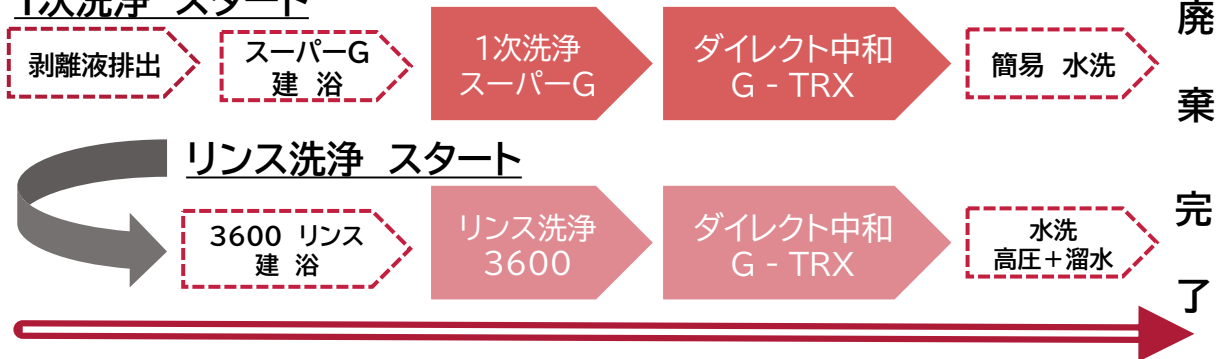 1次洗浄 スタート
剥離液排出
スーパーG
建 浴
1次洗浄
スーパーG
ダイレクト中和
G - TRX
簡易 水洗
リンス洗浄 スタート
3600 リンス
建 浴
リンス洗浄
3600
ダイレクト中和
G - TRX
水洗
高圧＋溜水
廃棄完了